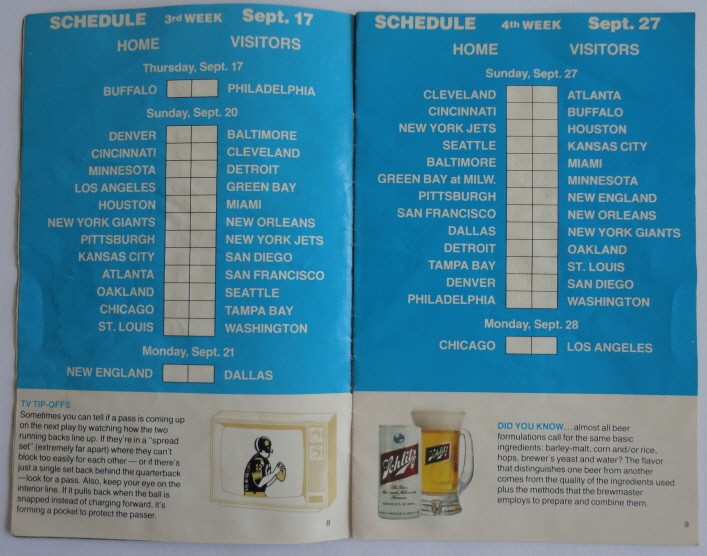 SCHEDULE 3rd WEEK Sept. 17
HOME VISITORS
Thursday, Sept. 17
BUFFALO PHILADELPHIA
Sunday, Sept. 20
DENVER BALTIMORE
CINCINNATI CLEVELAND
MINNESOTA DETROIT
LOS ANGELES GREEN BAY
HOUSTON MIAMI
NEW YORK GIANTS NEW ORLEANS
PITTSBURGH NEW YORK JETS
KANSAS CITY SAN DIEGO
ATLANTA SAN FRANCISCO
OAKLAND SEATTLE
CHICAGO TAMPA BAY
ST. LOUIS WASHINGTON
Monday, Sept. 21
NEW ENGLAND DALLAS
TV TIP-OFFS
Sometimes you can tell if a pass is coming up
on the next play by watching how the two
running backs line up. If they're in a "spread
set" (extremely far apart) where they can't
block too easily for each other — or if there's
just a single set back behind the quarterback
—look for a pass. Also, keep your eye on the
interior line. If it pulls back when the ball is
snapped instead of charging forward, it's
forming a pocket to protect the passer.
8
SCHEDULE 4th WEEK Sept. 27
HOME VISITORS
Sunday, Sept. 27
CLEVELAND ATLANTA
CINCINNATI BUFFALO
NEW YORK JETS HOUSTON
SEATTLE KANSAS CITY
BALTIMORE MIAMI
GREEN BAY at MILW. MINNESOTA
PITTSBURGH NEW ENGLAND
SAN FRANCISCO NEW ORLEANS
DALLAS NEW YORK GIANTS
DETROIT OAKLAND
TAMPA BAY ST. LOUIS
DENVER SAN DIEGO
PHILADELPHIA WASHINGTON
Monday, Sept. 28
CHICAGO LOS ANGELES
Schlitz
DID YOU KNOW...almost all beer
formulations call for the same basic
ingredients: barley-malt, corn and/or rice,
hops, brewer's yeast and water? The flavor
that distinguishes one beer from another
comes from the quality of the ingredients used
plus the methods that the brewmaster
employs to prepare and combine them.
9